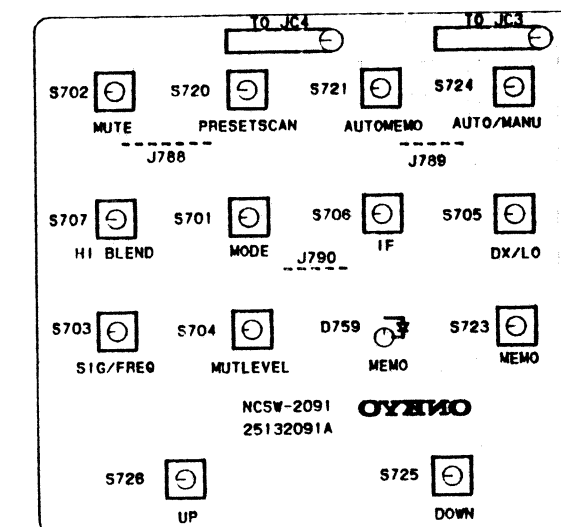 TO JC4 TO JC3
S702 S720 S721 S724
MUTE PRESETSCAN AUTOMEMO AUTO/MANU
J788 J789
S707 S701 S706 S705
HI BLEND MODE IF DX/LO
J790
S703 S704 D759 S723
SIG/FREQ MUTLEVEL MEMO MEMO
NCSW-2091 ONKYO
25132091A
S726 S725
UP DOWN